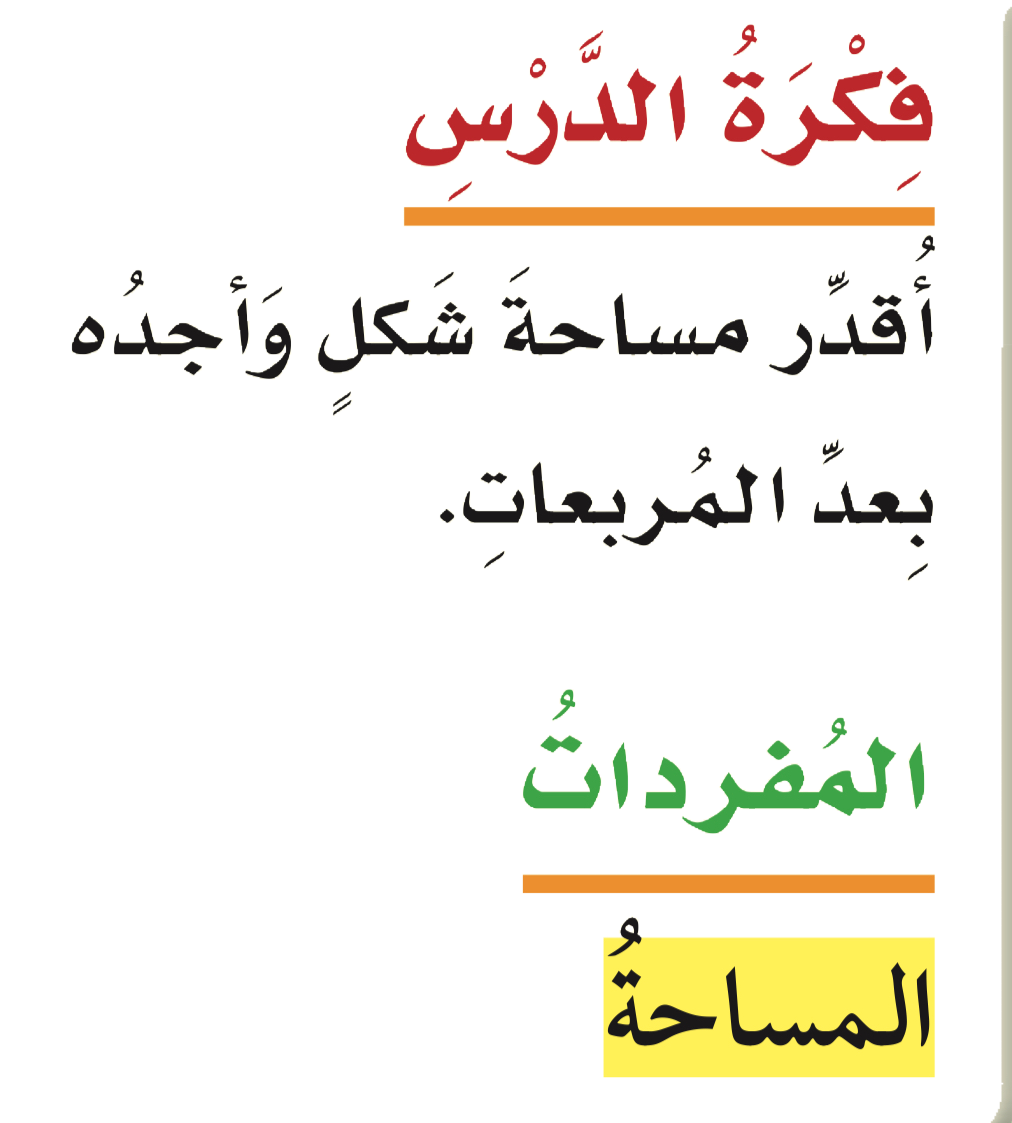 فِكْرَةُ الدَّرْسِ
أُقدِّر مساحةَ شَكلٍ وَأجدُه
بِعدِّ المُربعاتِ.
المُفرداتُ
المساحةُ